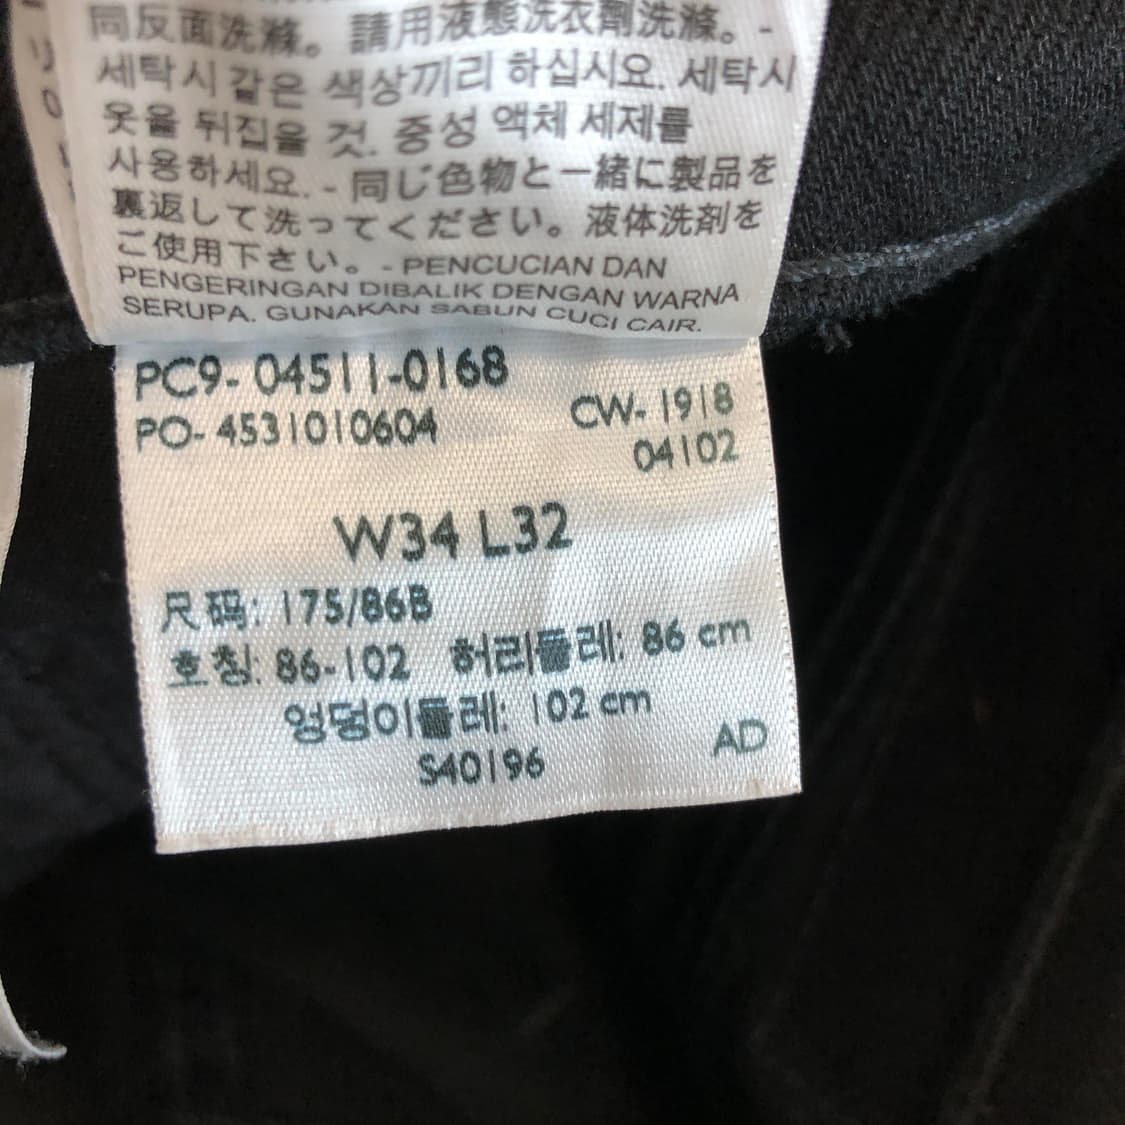 同反面洗滌。請用液態洗衣劑洗滌。-
세탁시 같은 색상끼리 하십시요. 세탁시
옷을 뒤집을 것. 중성 액체 세제를
사용하세요. - 同じ色物と一緒に製品を
裏返して洗ってください。液体洗剤を
ご使用下さい。- PENCUCIAN DAN
PENGERINGAN DIBALIK DENGAN WARNA
SERUPA. GUNAKAN SABUN CUCI CAIR.
PC9- 04511-0168
PO- 4531010604
CW- 1918
04102
W34 L32
尺码: 175/86B
호칭: 86-102 허리둘레: 86 cm
엉덩이둘레: 102 cm
S40196
AD